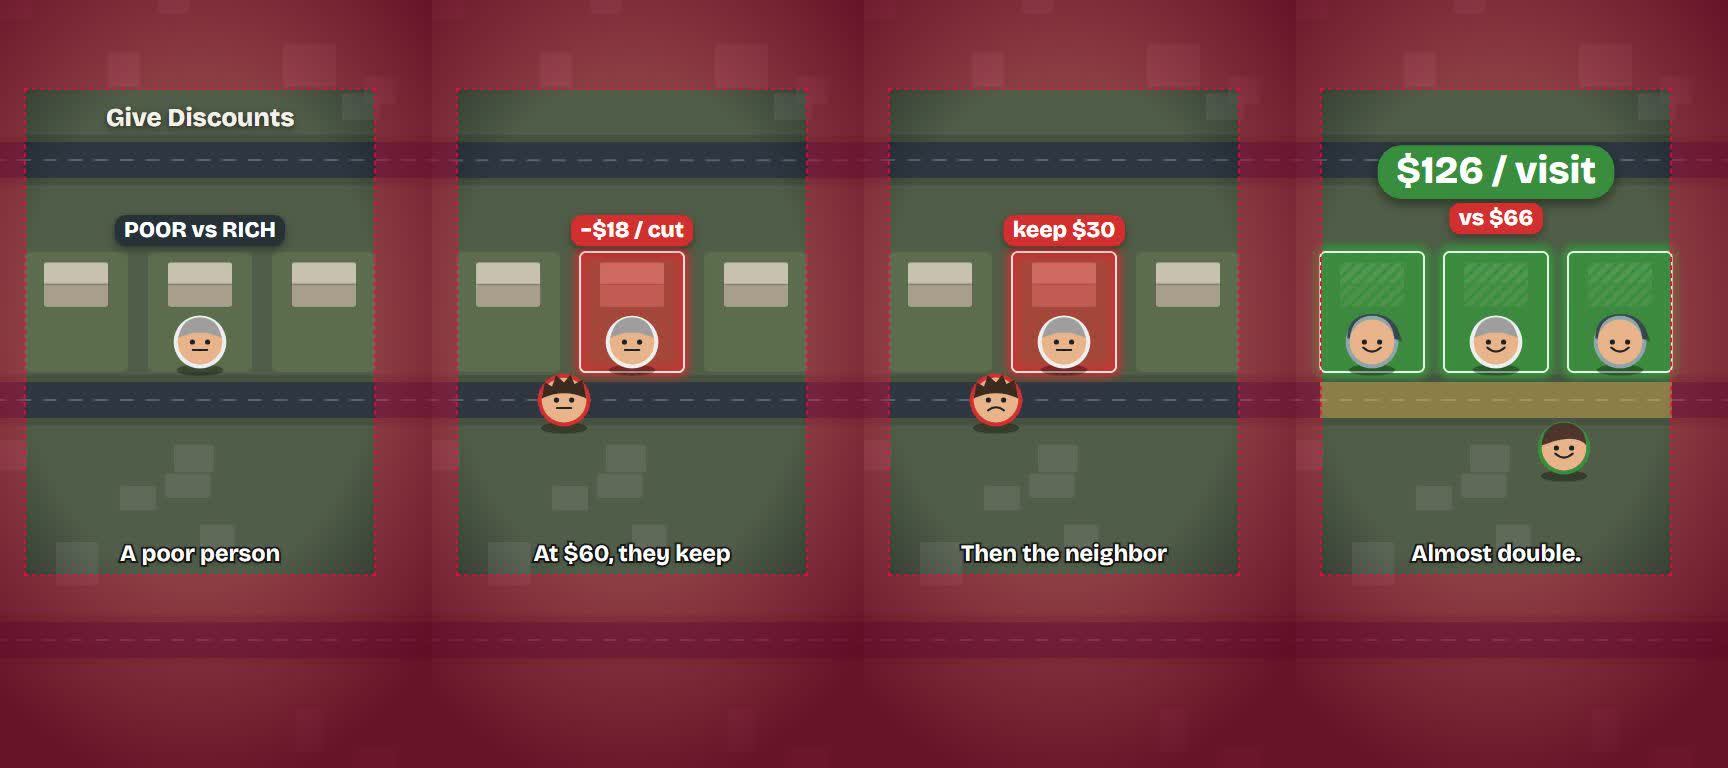 Give Discounts
POOR vs RICH
A poor person
-$18 / cut
At $60, they keep
keep $30
Then the neighbor
$126 / visit
vs $66
Almost double.